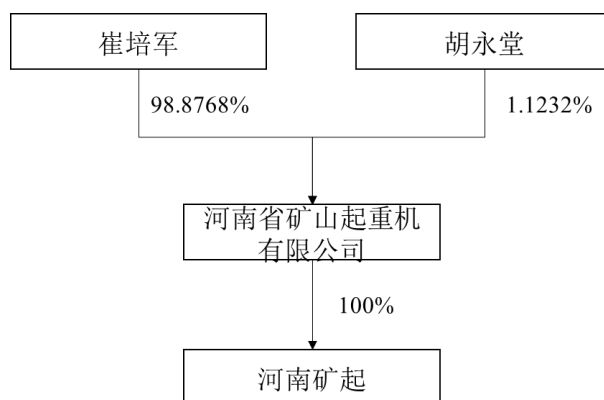 崔培军
胡永堂
98.8768%
1.1232%
河南省矿山起重机
有限公司
100%
河南矿起